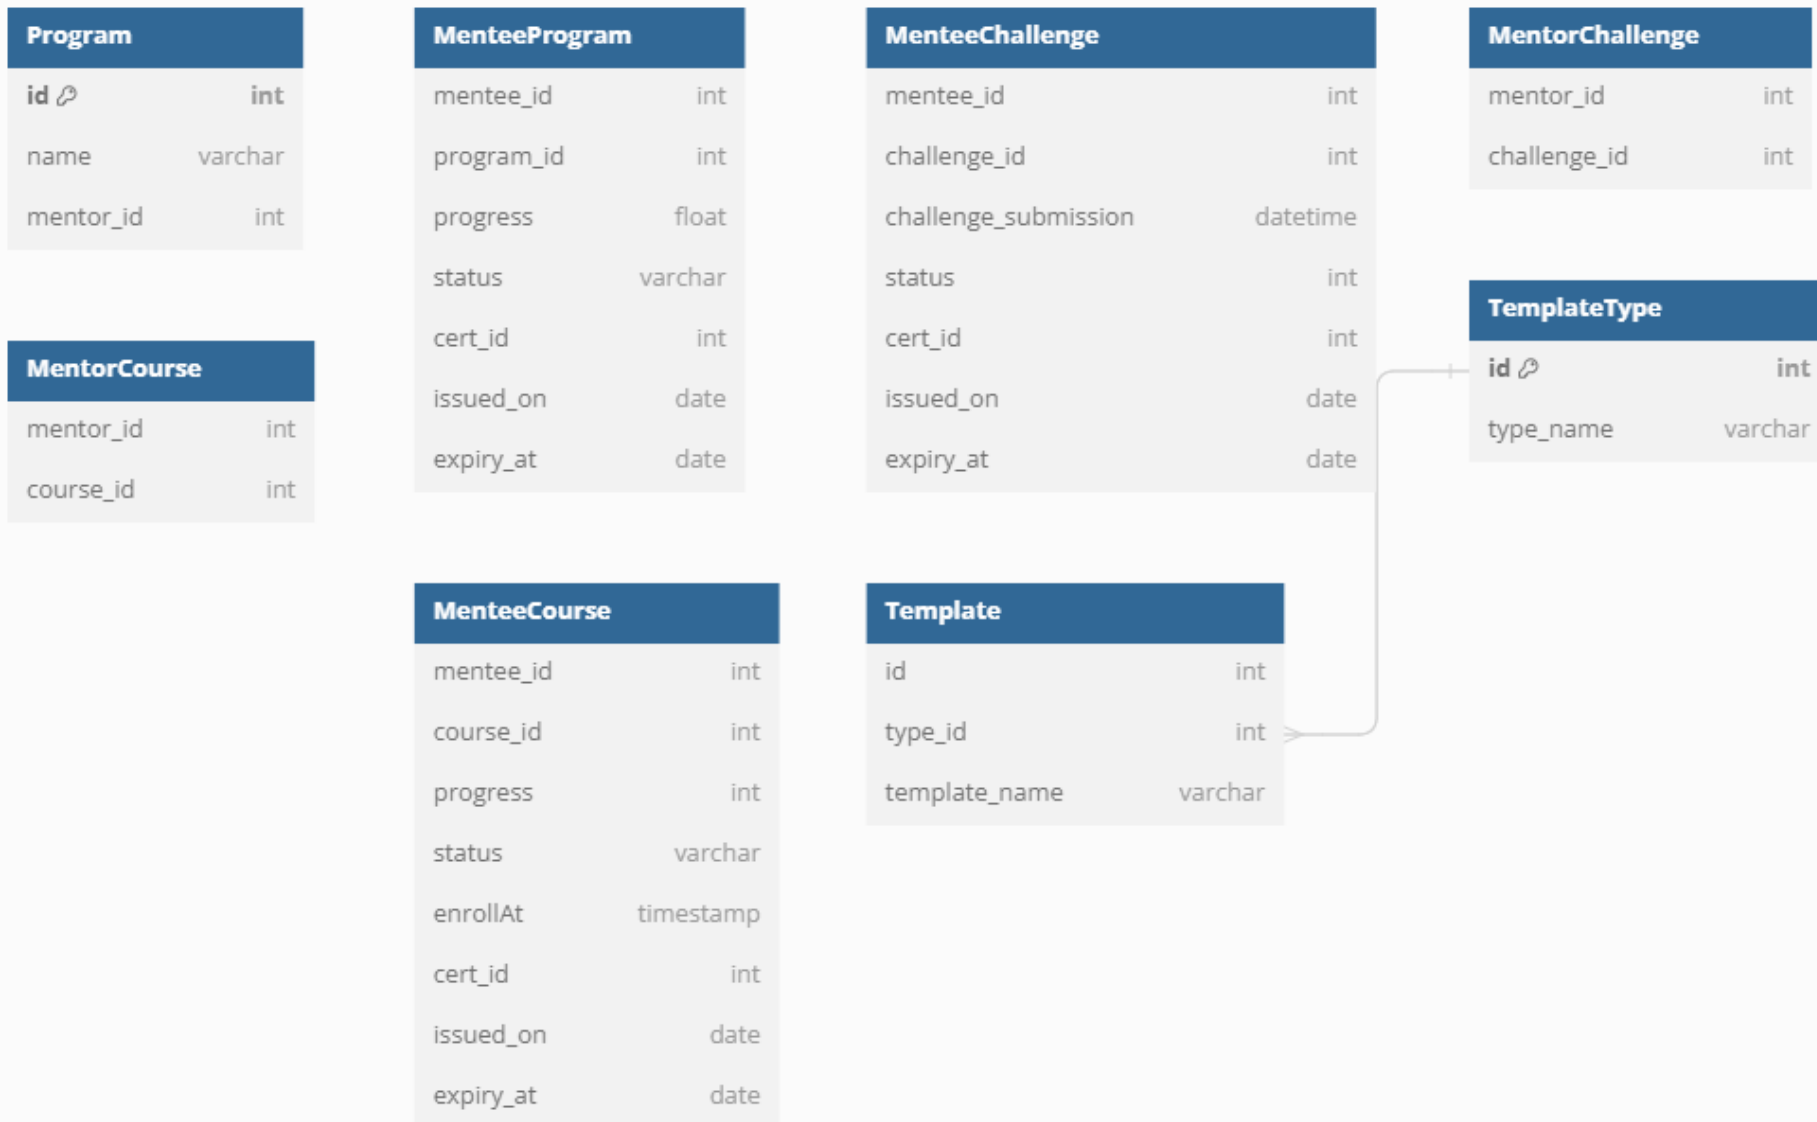 Program
id int
name varchar
mentor_id int
MentorCourse
mentor_id int
course_id int
MenteeProgram
mentee_id int
program_id int
progress float
status varchar
cert_id int
issued_on date
expiry_at date
MenteeCourse
mentee_id int
course_id int
progress int
status varchar
enrollAt timestamp
cert_id int
issued_on date
expiry_at date
MenteeChallenge
mentee_id int
challenge_id int
challenge_submission datetime
status int
cert_id int
issued_on date
expiry_at date
Template
id int
type_id int
template_name varchar
MentorChallenge
mentor_id int
challenge_id int
TemplateType
id int
type_name varchar